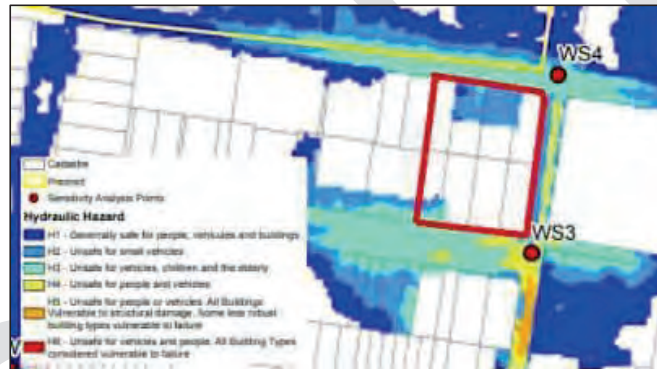 WS4
Cadastre
Precinct
Sensitivity Analysis Points
Hydraulic Hazard
H1 - Generally safe for people, vehicules and buildings
H2 - Unsafe for small vehicles
H3 - Unsafe for vehicles, children and the elderly
H4 - Unsafe for people and vehicles
H5 - Unsafe for people or vehicles. All Buildings
Vulnerable to structural damage. Some less robust
building types vulnerable to failure
H6 - Unsafe for vehicles and people. All Building Types
considered vulnerable to failure
WS3